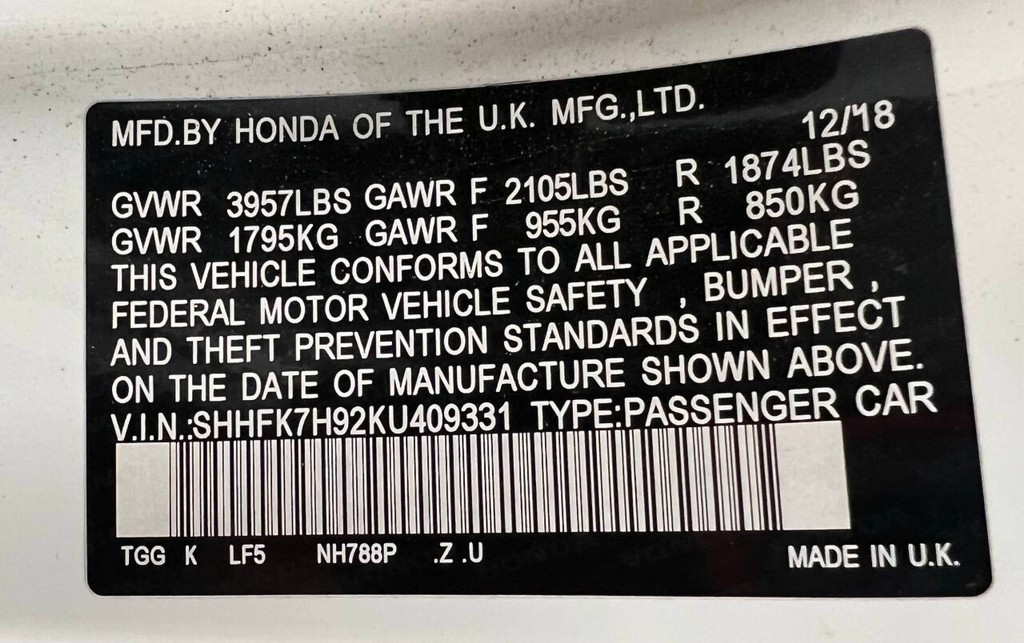 MFD.BY HONDA OF THE U.K. MFG.,LTD.
12/18
GVWR 3957LBS GAWR F 2105LBS R 1874LBS
GVWR 1795KG GAWR F 955KG R 850KG
THIS VEHICLE CONFORMS TO ALL APPLICABLE
FEDERAL MOTOR VEHICLE SAFETY , BUMPER ,
AND THEFT PREVENTION STANDARDS IN EFFECT
ON THE DATE OF MANUFACTURE SHOWN ABOVE.
V.I.N.:SHHFK7H92KU409331 TYPE:PASSENGER CAR
TGG K LF5 NH788P .Z .U MADE IN U.K.